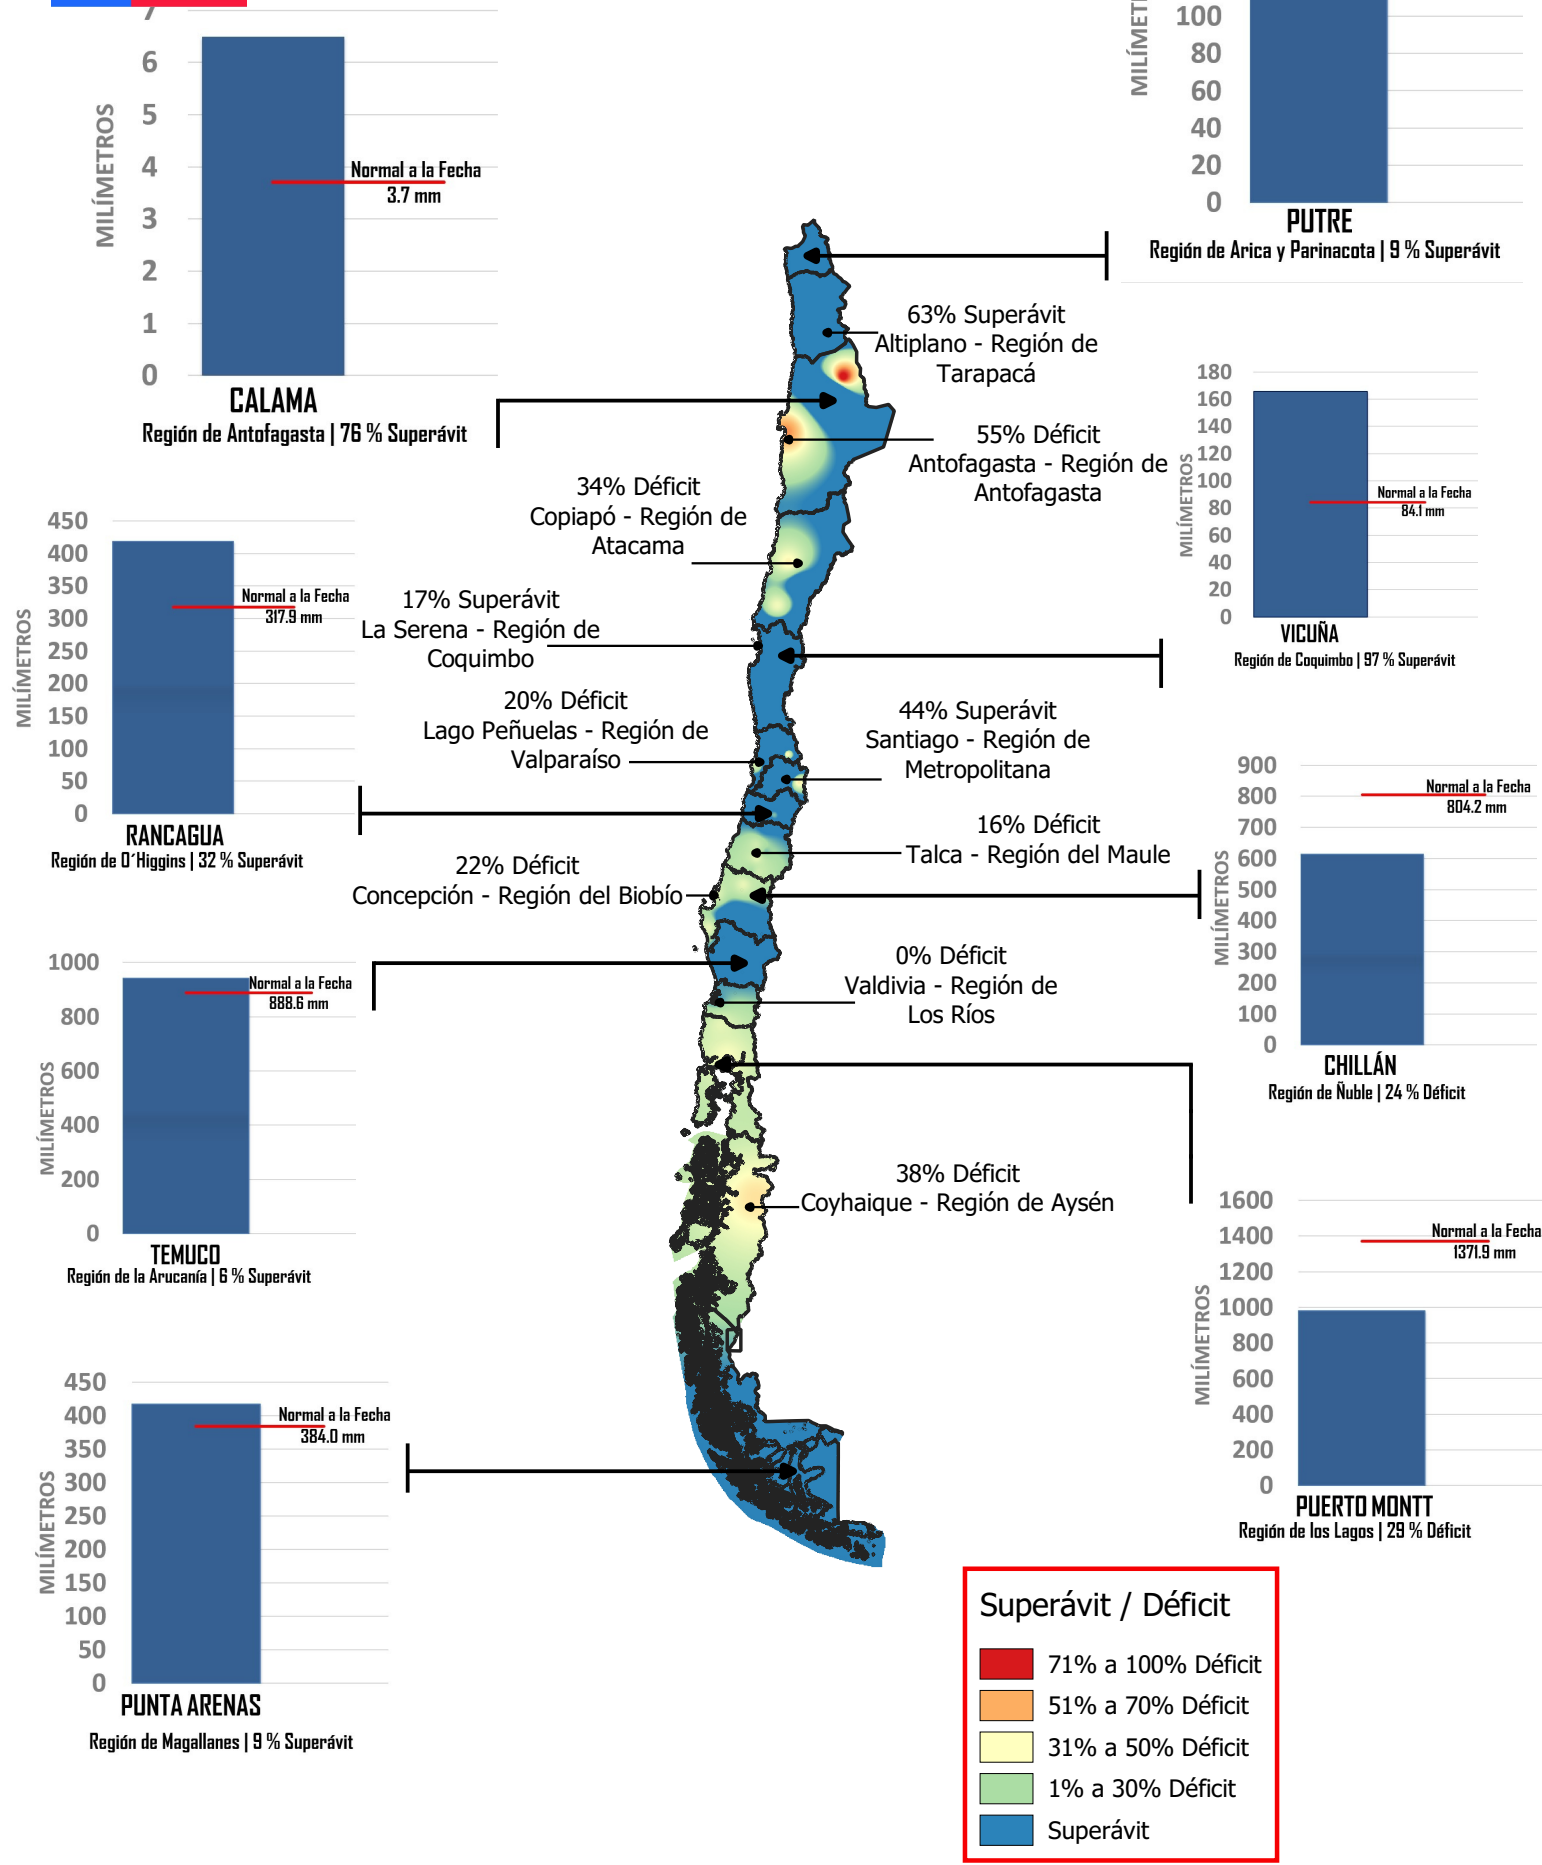 7
6
5
4
3
2
1
0
MILÍMETROS
Normal a la Fecha
3.7 mm
CALAMA
Región de Antofagasta | 76 % Superávit
100
80
60
40
20
0
PUTRE
Región de Arica y Parinacota | 9 % Superávit
63% Superávit
Altiplano - Región de
Tarapacá
180
160
140
120
100
80
60
40
20
0
MILÍMETROS
Normal a la Fecha
84.1 mm
VICUÑA
Región de Coquimbo | 97 % Superávit
55% Déficit
Antofagasta - Región de
Antofagasta
34% Déficit
Copiapó - Región de
Atacama
450
400
350
300
250
200
150
100
50
0
MILÍMETROS
Normal a la Fecha
317.9 mm
RANCAGUA
Región de O´Higgins | 32 % Superávit
17% Superávit
La Serena - Región de
Coquimbo
20% Déficit
Lago Peñuelas - Región de
Valparaíso
44% Superávit
Santiago - Región de
Metropolitana
16% Déficit
Talca - Región del Maule
22% Déficit
Concepción - Región del Biobío
900
800
700
600
500
400
300
200
100
0
MILÍMETROS
Normal a la Fecha
804.2 mm
CHILLÁN
Región de Ñuble | 24 % Déficit
0% Déficit
Valdivia - Región de
Los Ríos
1000
800
600
400
200
0
MILÍMETROS
Normal a la Fecha
888.6 mm
TEMUCO
Región de la Arucanía | 6 % Superávit
38% Déficit
Coyhaique - Región de Aysén
1600
1400
1200
1000
800
600
400
200
0
MILÍMETROS
Normal a la Fecha
1371.9 mm
PUERTO MONTT
Región de los Lagos | 29 % Déficit
450
400
350
300
250
200
150
100
50
0
MILÍMETROS
Normal a la Fecha
384.0 mm
PUNTA ARENAS
Región de Magallanes | 9 % Superávit
Superávit / Déficit
71% a 100% Déficit
51% a 70% Déficit
31% a 50% Déficit
1% a 30% Déficit
Superávit